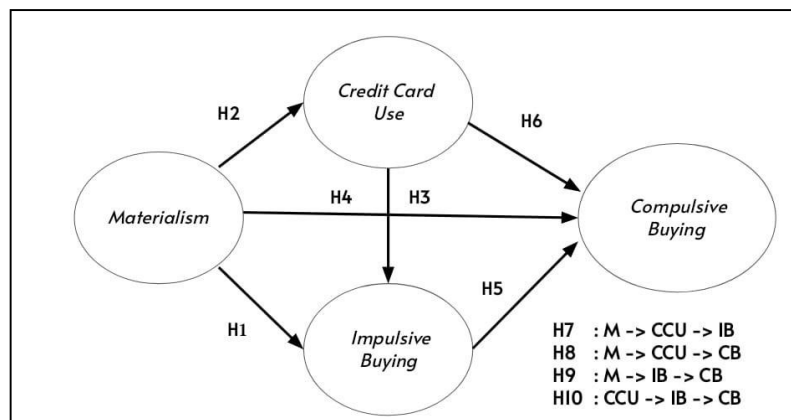 Credit Card
Use
H2
H6
Materialism
H4
H3
Compulsive
Buying
H1
Impulsive
Buying
H5
H7 : M -> CCU -> IB
H8 : M -> CCU -> CB
H9 : M -> IB -> CB
H10 : CCU -> IB -> CB